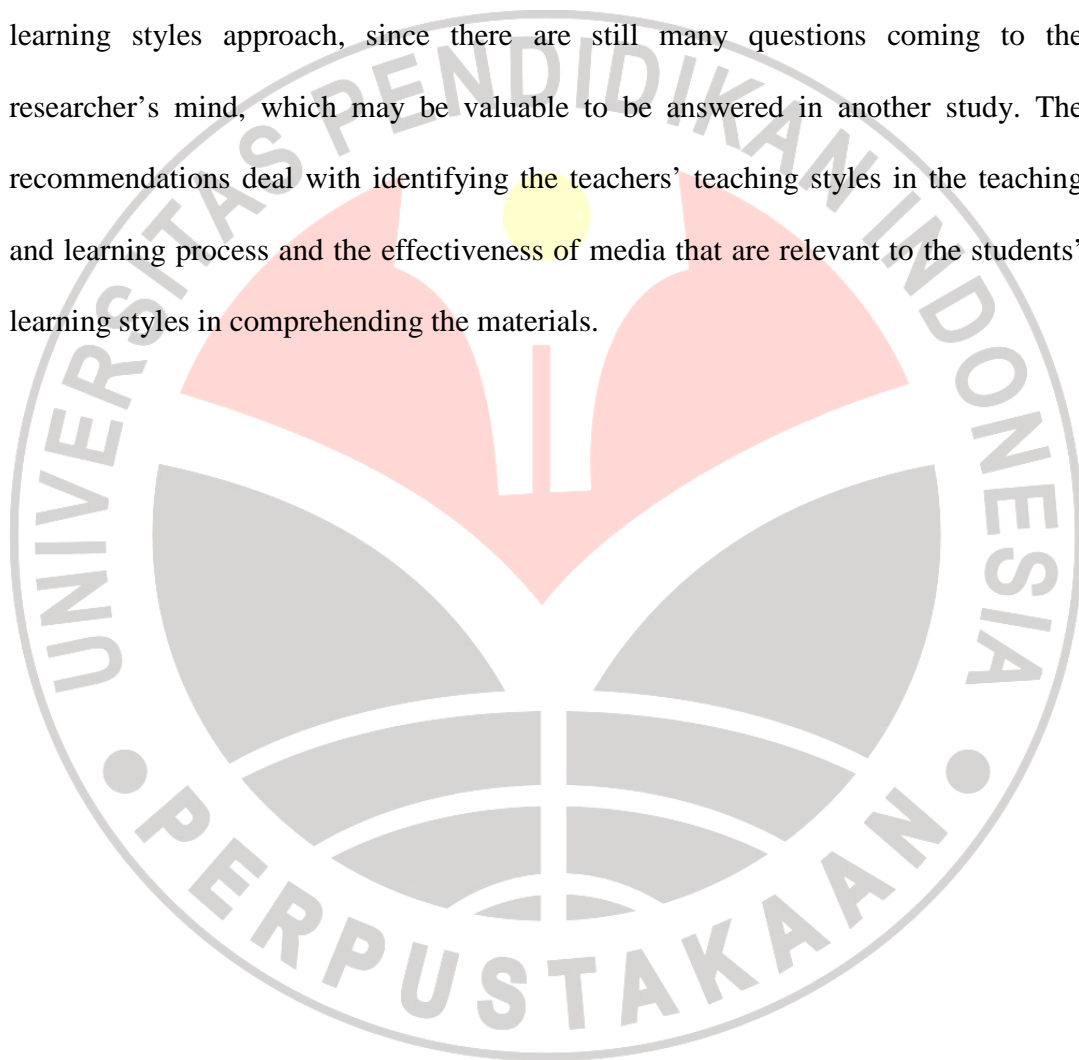 learning styles approach, since there are still many questions coming to the
researcher’s mind, which may be valuable to be answered in another study. The
recommendations deal with identifying the teachers’ teaching styles in the teaching
and learning process and the effectiveness of media that are relevant to the students’
learning styles in comprehending the materials.
UNIVERSITAS PENDIDIKAN INDONESIA
PERPUSTAKAAN